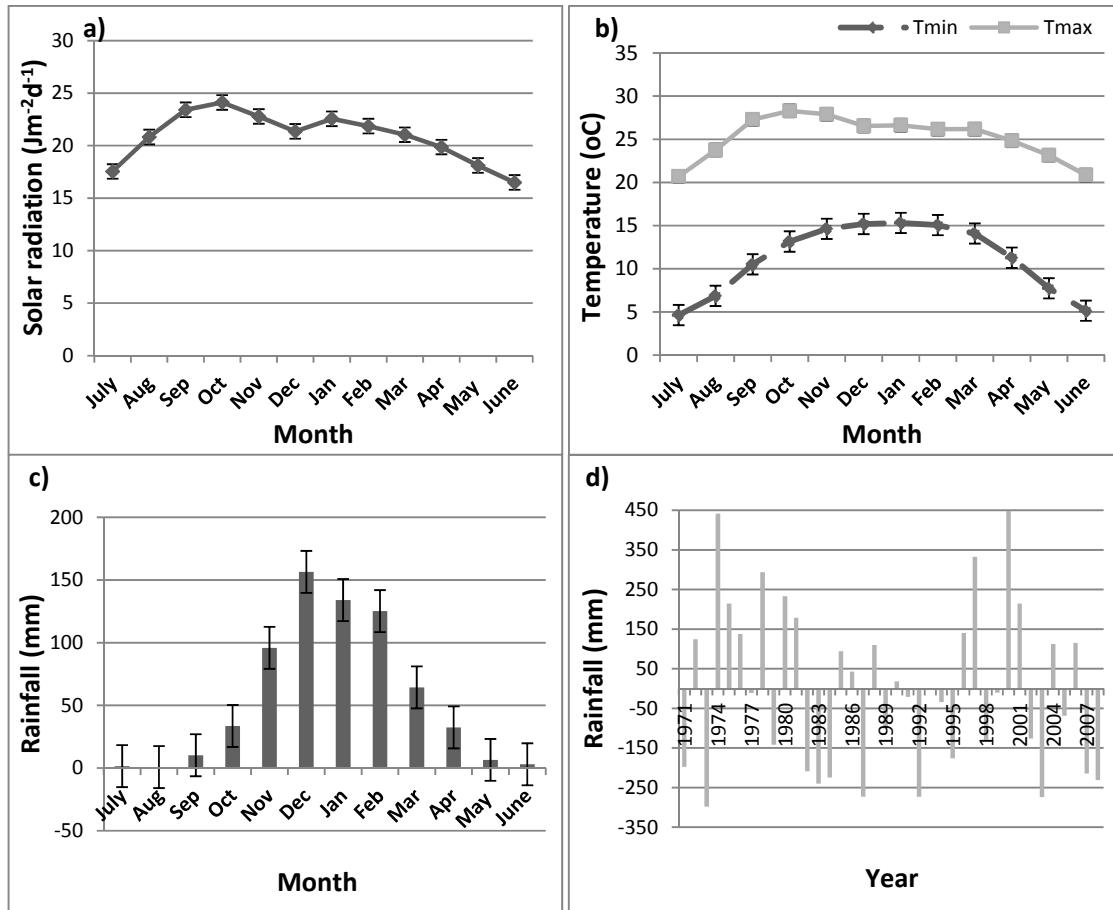 a)
Solar radiation (Jm-2d-1)
30
25
20
15
10
5
0
July Aug Sep Oct Nov Dec Jan Feb Mar Apr May June
Month
b)
Tmin Tmax
Temperature (oC)
35
30
25
20
15
10
5
0
July Aug Sep Oct Nov Dec Jan Feb Mar Apr May June
Month
c)
Rainfall (mm)
200
150
100
50
0
-50
July Aug Sep Oct Nov Dec Jan Feb Mar Apr May June
Month
d)
Rainfall (mm)
450
350
250
150
50
-50
-150
-250
-350
1971 1974 1977 1980 1983 1986 1989 1992 1995 1998 2001 2004 2007
Year